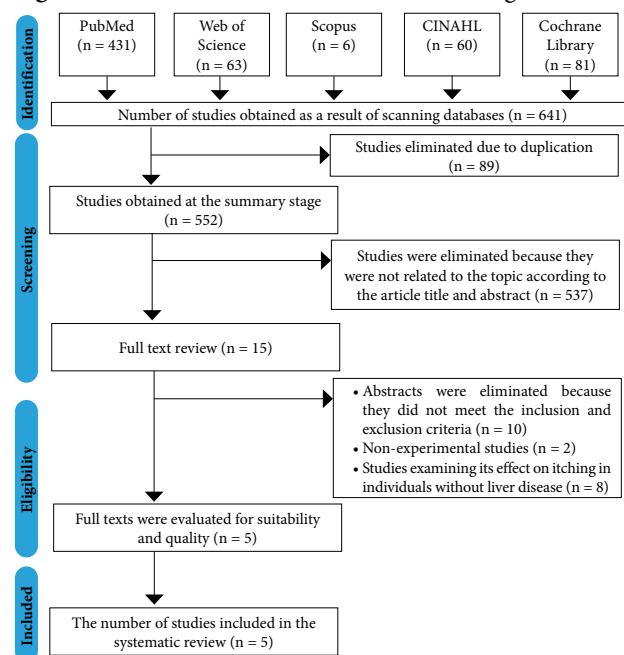 PubMed
(n = 431)
Web of
Science
(n = 63)
Scopus
(n = 6)
CINAHL
(n = 60)
Cochrane
Library
(n = 81)
Identification
Number of studies obtained as a result of scanning databases (n = 641)
Studies eliminated due to duplication
(n = 89)
Screening
Studies obtained at the summary stage
(n = 552)
Studies were eliminated because they
were not related to the topic according to
the article title and abstract (n = 537)
Full text review (n = 15)
• Abstracts were eliminated because
they did not meet the inclusion and
exclusion criteria (n = 10)
• Non-experimental studies (n = 2)
• Studies examining its effect on itching in
individuals without liver disease (n = 8)
Eligibility
Full texts were evaluated for suitability
and quality (n = 5)
Included
The number of studies included in the
systematic review (n = 5)